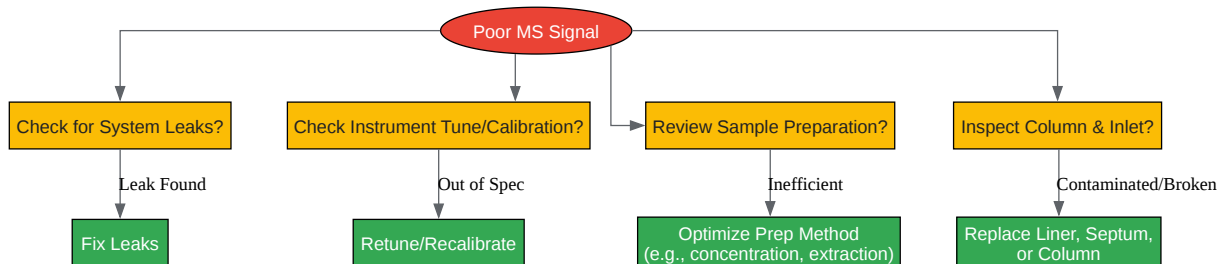 Poor MS Signal
Check for System Leaks?
Check Instrument Tune/Calibration?
Review Sample Preparation?
Inspect Column & Inlet?
Leak Found
Out of Spec
Inefficient
Contaminated/Broken
Fix Leaks
Retune/Recalibrate
Optimize Prep Method
(e.g., concentration, extraction)
Replace Liner, Septum,
or Column